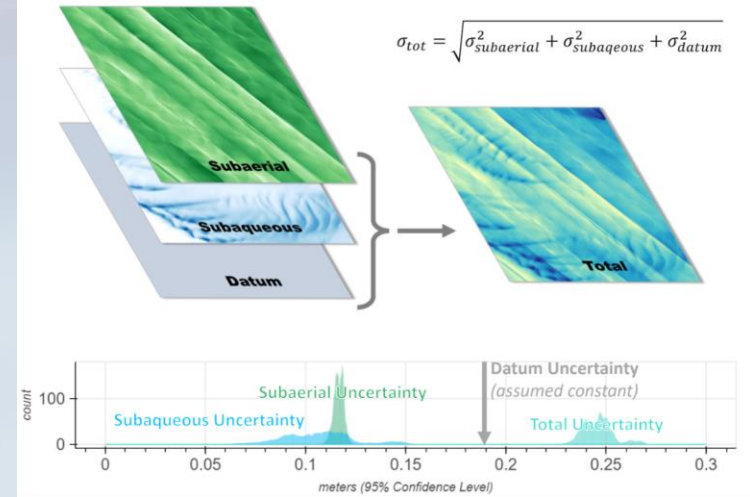 σ_tot = √(σ²_subaerial + σ²_subaqeous + σ²_datum)
Subaerial
Subaqueous
Datum
Total
Datum Uncertainty
(assumed constant)
Subaerial Uncertainty
Subaqueous Uncertainty
Total Uncertainty
count
100
0
0 0.05 0.1 0.15 0.2 0.25 0.3
meters (95% Confidence Level)